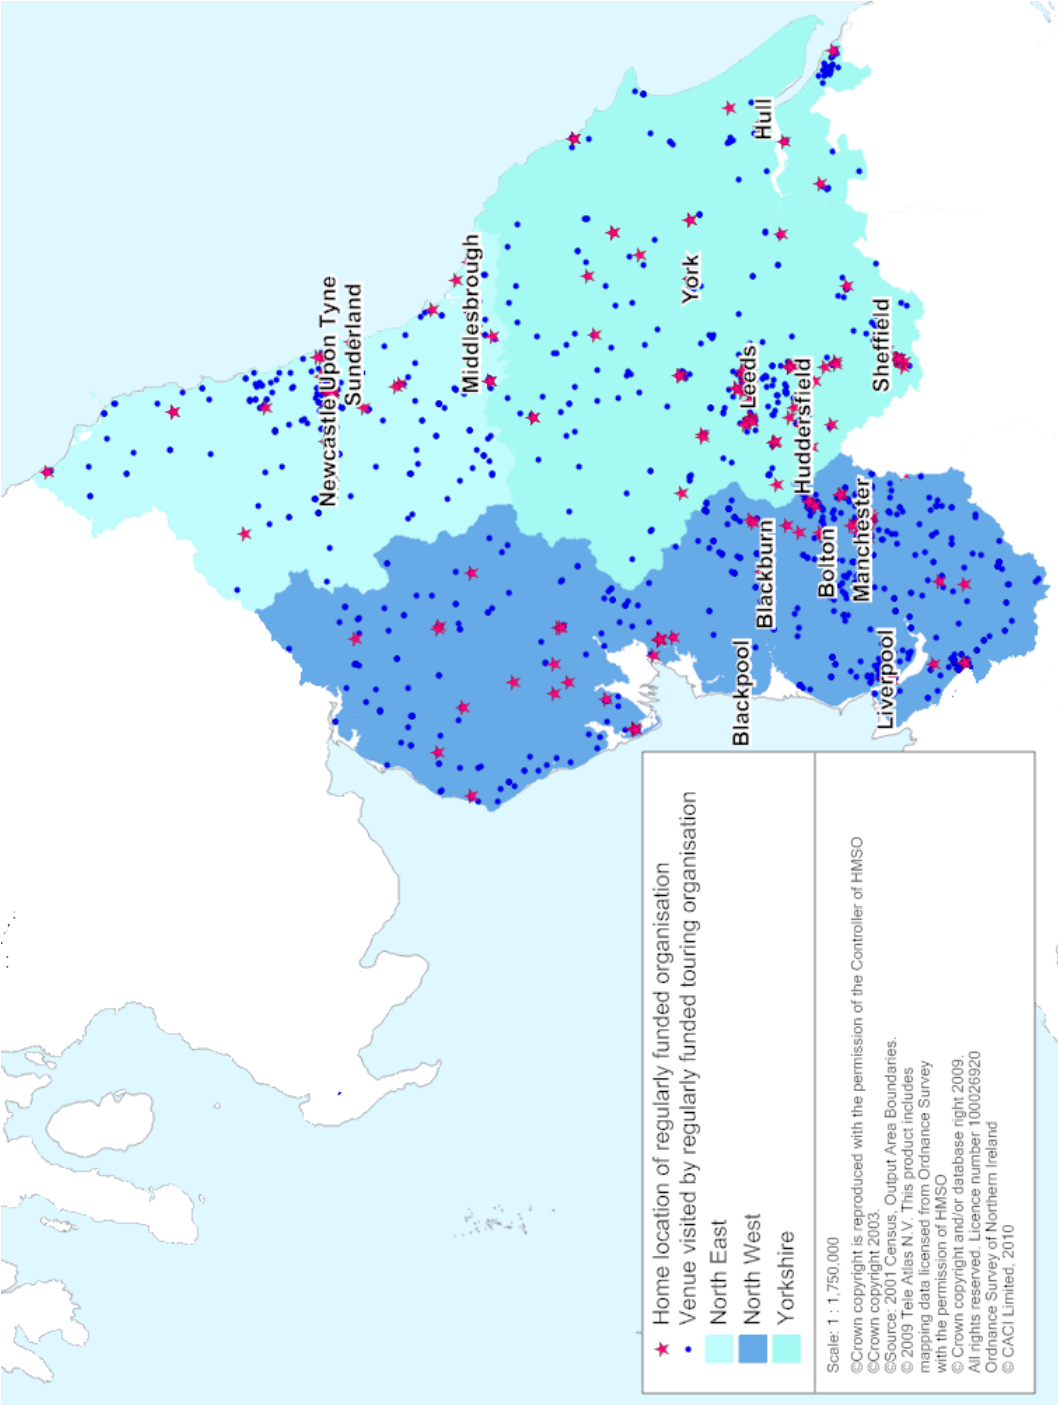 Newcastle Upon Tyne
Sunderland
Middlesbrough
York
Hull
Leeds
Huddersfield
Sheffield
Blackburn
Bolton
Manchester
Blackpool
Liverpool
Home location of regularly funded organisation
Venue visited by regularly funded touring organisation
North East
North West
Yorkshire
Scale: 1 : 1,750,000
©Crown copyright is reproduced with the permission of the Controller of HMSO
©Crown copyright 2003.
©Source: 2001 Census, Output Area Boundaries.
© 2009 Tele Atlas N.V. This product includes
mapping data licensed from Ordnance Survey
with the permission of HMSO
© Crown copyright and/or database right 2009.
All rights reserved. Licence number 100026920
Ordnance Survey of Northern Ireland
© CACI Limited, 2010